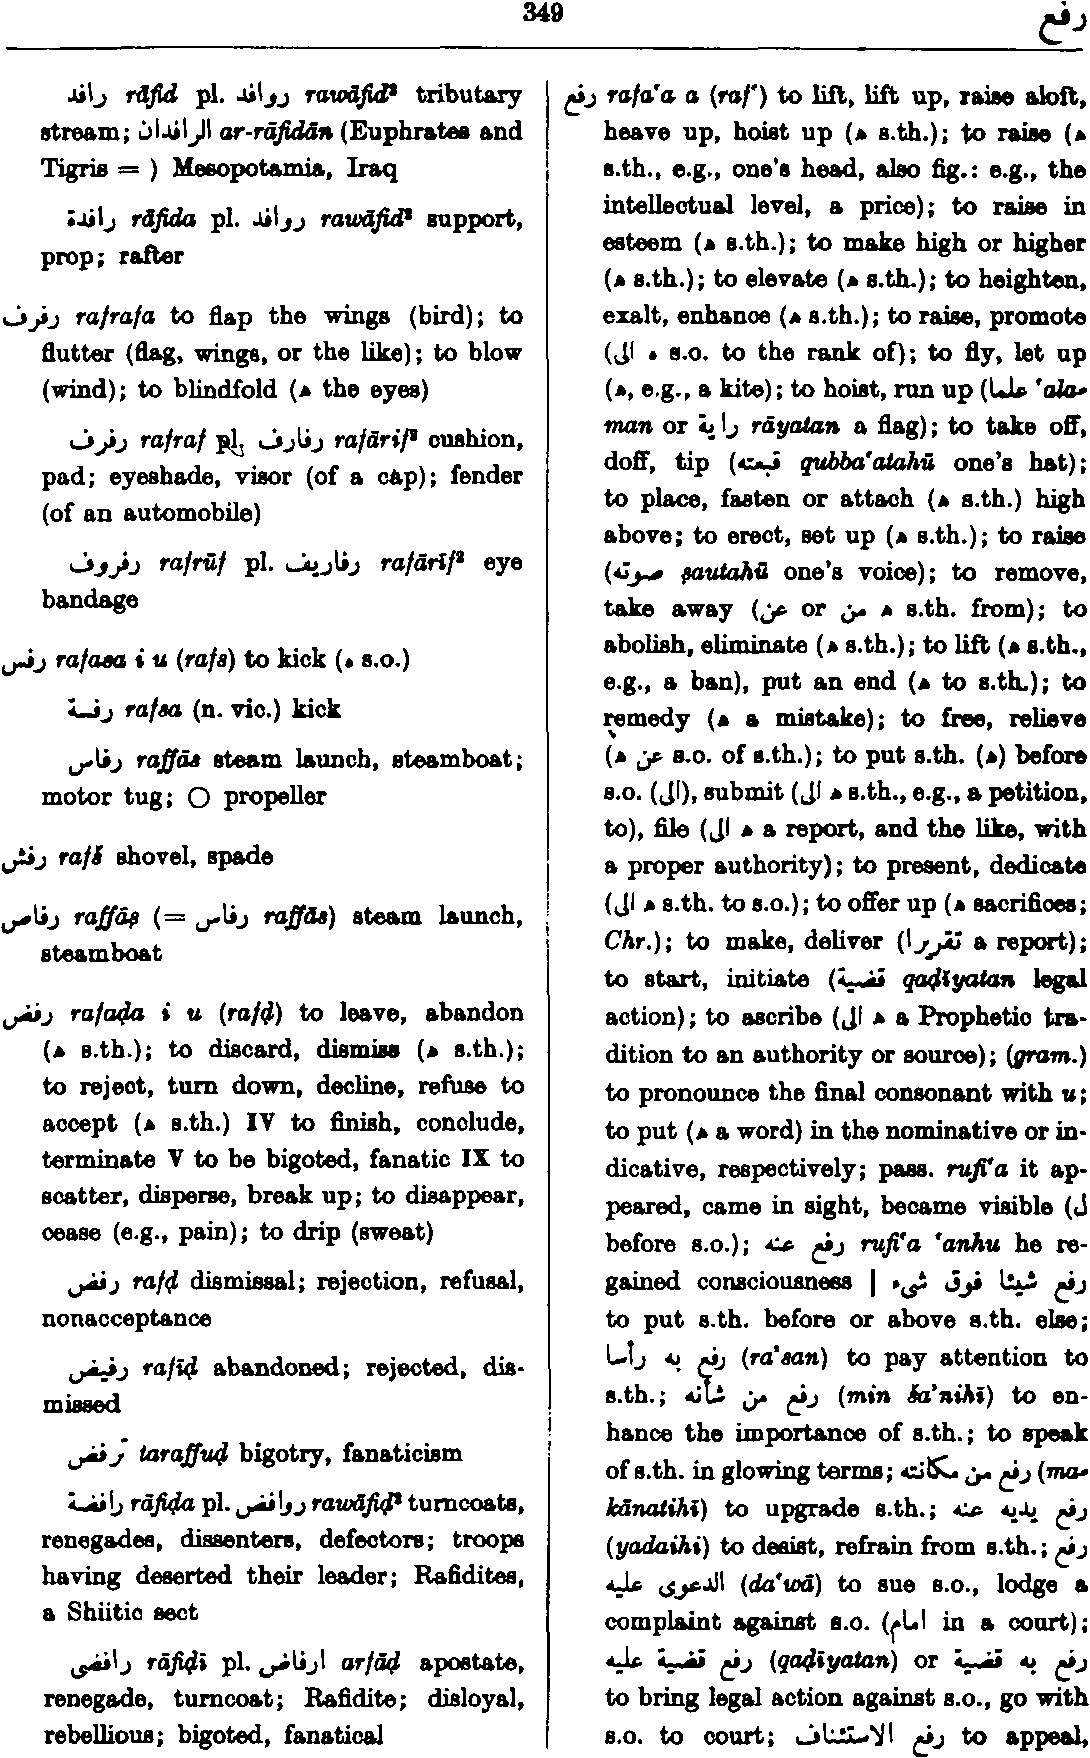 349
رفع
رافد rāfid pl. روافد rawāfid² tributary
stream; الرافدان ar-rāfidān (Euphrates and
Tigris = ) Mesopotamia, Iraq
رافدة rāfida pl. روافد rawāfid² support,
prop; rafter
رفرف rafrafa to flap the wings (bird); to
flutter (flag, wings, or the like); to blow
(wind); to blindfold (ه the eyes)
رفرف rafraf pl. رفارف rafārif² cushion,
pad; eyeshade, visor (of a cap); fender
(of an automobile)
رفروف rafrūf pl. رفاريف rafārīf² eye
bandage
رفس rafasa i u (rafs) to kick (ه s.o.)
رفسة rafsa (n. vic.) kick
رفاس raffās steam launch, steamboat;
motor tug; ○ propeller
رفش rafš shovel, spade
رفاص raffāṣ (= رفاس raffās) steam launch,
steamboat
رفض rafaḍa i u (rafḍ) to leave, abandon
(ه s.th.); to discard, dismiss (ه s.th.);
to reject, turn down, decline, refuse to
accept (ه s.th.) IV to finish, conclude,
terminate V to be bigoted, fanatic IX to
scatter, disperse, break up; to disappear,
cease (e.g., pain); to drip (sweat)
رفض rafḍ dismissal; rejection, refusal,
nonacceptance
رفيض rafīḍ abandoned; rejected, dis-
missed
ترفض taraffuḍ bigotry, fanaticism
رافضة rāfiḍa pl. روافض rawāfiḍ² turncoats,
renegades, dissenters, defectors; troops
having deserted their leader; Rafidites,
a Shiitic sect
رافضى rāfiḍī pl. ارفاض arfāḍ apostate,
renegade, turncoat; Rafidite; disloyal,
rebellious; bigoted, fanatical
رفع rafa‘a a (raf‘) to lift, lift up, raise aloft,
heave up, hoist up (ه s.th.); to raise (ه
s.th., e.g., one's head, also fig.: e.g., the
intellectual level, a price); to raise in
esteem (ه s.th.); to make high or higher
(ه s.th.); to elevate (ه s.th.); to heighten,
exalt, enhance (ه s.th.); to raise, promote
(ه الى s.o. to the rank of); to fly, let up
(ه, e.g., a kite); to hoist, run up (علما ‘ala-
man or راية rāyatan a flag); to take off,
doff, tip (قبعته qubba‘atahū one's hat);
to place, fasten or attach (ه s.th.) high
above; to erect, set up (ه s.th.); to raise
(صوته ṣautahū one's voice); to remove,
take away (ه من or عن s.th. from); to
abolish, eliminate (ه s.th.); to lift (ه s.th.,
e.g., a ban), put an end (ه to s.th.); to
remedy (ه a mistake); to free, relieve
(ه عن s.o. of s.th.); to put s.th. (ه) before
s.o. (الى), submit (ه الى s.th., e.g., a petition,
to), file (ه الى a report, and the like, with
a proper authority); to present, dedicate
(ه الى s.th. to s.o.); to offer up (ه sacrifices;
Chr.); to make, deliver (تقريرا a report);
to start, initiate (قضية qaḍīyatan legal
action); to ascribe (ه الى a Prophetic tra-
dition to an authority or source); (gram.)
to pronounce the final consonant with u;
to put (ه a word) in the nominative or in-
dicative, respectively; pass. rufi‘a it ap-
peared, came in sight, became visible (ل
before s.o.); رفع عنه rufi‘a ‘anhu he re-
gained consciousness | رفع شيئا فوق شىء
to put s.th. before or above s.th. else;
رفع به رأسا (ra'san) to pay attention to
s.th.; رفع من شأنه (min ša'nihī) to en-
hance the importance of s.th.; to speak
of s.th. in glowing terms; رفع من مكانته (ma-
kānatihī) to upgrade s.th.; رفع يديه عنه
(yadaihi) to desist, refrain from s.th.; رفع
الدعوى عليه (da‘wā) to sue s.o., lodge a
complaint against s.o. (امام in a court);
رفع قضية عليه (qaḍīyatan) or رفع به قضية
to bring legal action against s.o., go with
s.o. to court; رفع الاستئناف to appeal,